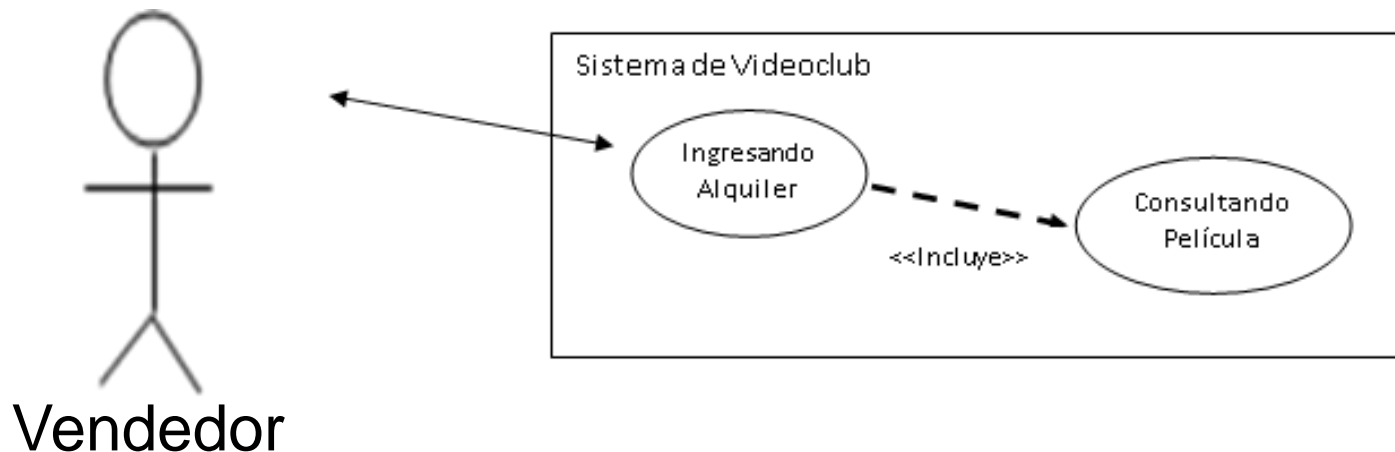 Sistema de Videoclub
Ingresando
Alquiler
Consultando
Película
<<Incluye>>
Vendedor